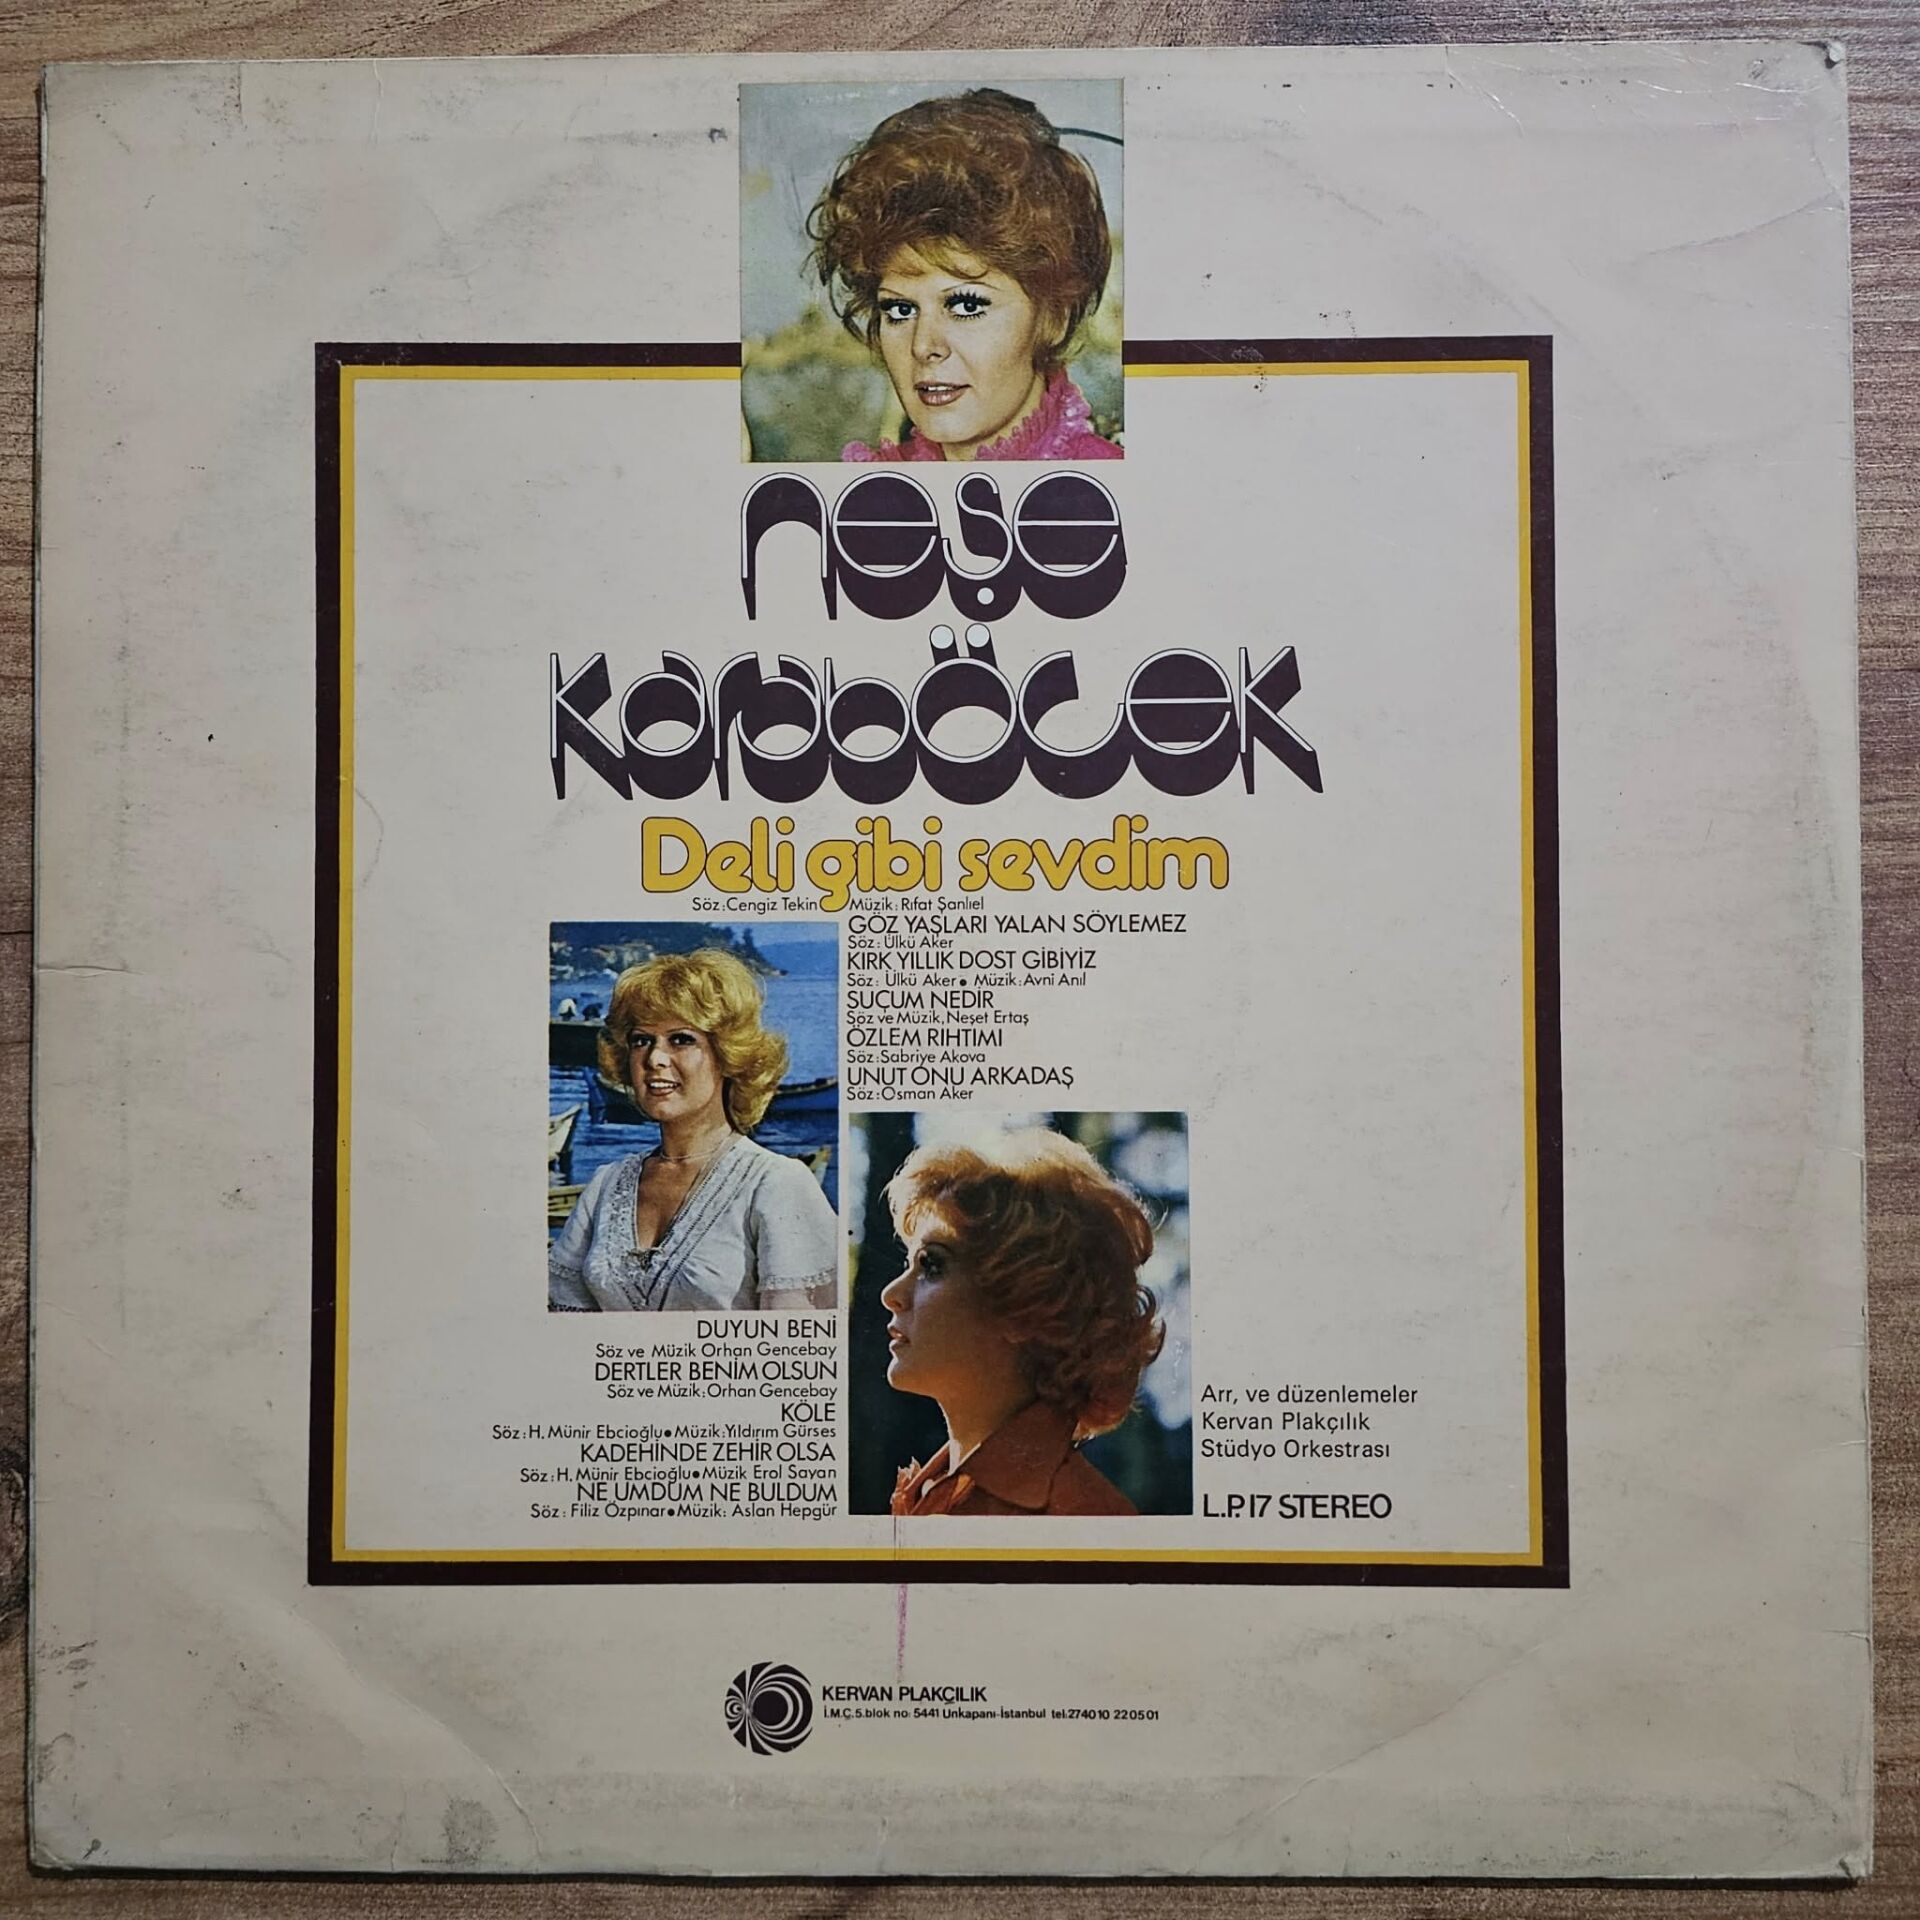 neşe
karaböcek
Deli gibi sevdim
Söz:Cengiz Tekin Müzik: Rıfat Şanlıel
GÖZ YAŞLARI YALAN SÖYLEMEZ
Söz: Ülkü Aker
KIRK YILLIK DOST GİBİYİZ
Söz: Ülkü Aker● Müzik:Avni Anıl
SUÇUM NEDİR
Söz ve Müzik, Neşet Ertaş
ÖZLEM RIHTIMI
Söz:Sabriye Akova
UNUT ONU ARKADAŞ
Söz:Osman Aker
DUYUN BENİ
Söz ve Müzik Orhan Gencebay
DERTLER BENİM OLSUN
Söz ve Müzik:Orhan Gencebay
KÖLE
Söz:H. Münir Ebcioğlu●Müzik:Yıldırım Gürses
KADEHİNDE ZEHİR OLSA
Söz:H. Münir Ebcioğlu●Müzik Erol Sayan
NE UMDUM NE BULDUM
Söz: Filiz Özpınar●Müzik: Aslan Hepgür
Arr, ve düzenlemeler
Kervan Plakçılık
Stüdyo Orkestrası
L.P.17 STEREO
KERVAN PLAKÇILIK
İ.M.Ç.5.blok no: 5441 Unkapanı-İstanbul tel:274010 220501